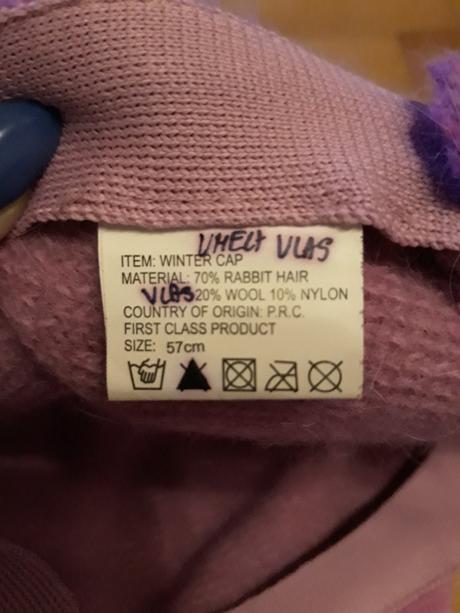 UMELY VLAS
ITEM: WINTER CAP
MATERIAL: 70% RABBIT HAIR
VLAS 20% WOOL 10% NYLON
COUNTRY OF ORIGIN: P.R.C.
FIRST CLASS PRODUCT
SIZE: 57cm